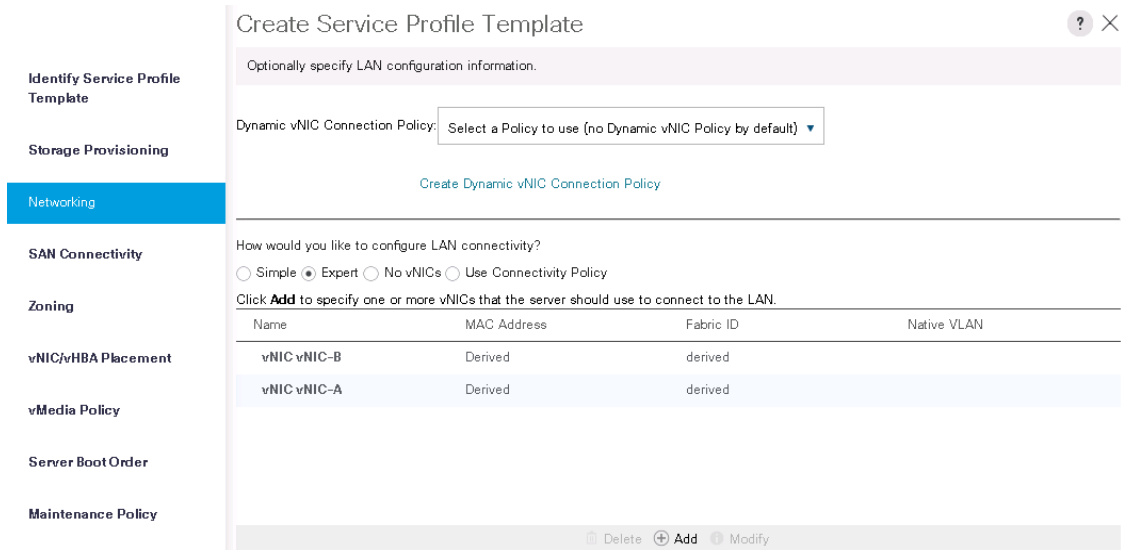 Create Service Profile Template
?
Optionally specify LAN configuration information.
Identify Service Profile
Template
Storage Provisioning
Networking
SAN Connectivity
Zoning
vNIC/vHBA Placement
vMedia Policy
Server Boot Order
Maintenance Policy
Dynamic vNIC Connection Policy: Select a Policy to use (no Dynamic vNIC Policy by default)
Create Dynamic vNIC Connection Policy
How would you like to configure LAN connectivity?
Simple Expert No vNICs Use Connectivity Policy
Click Add to specify one or more vNICs that the server should use to connect to the LAN.
Name MAC Address Fabric ID Native VLAN
vNIC vNIC-B Derived derived
vNIC vNIC-A Derived derived
Delete Add Modify